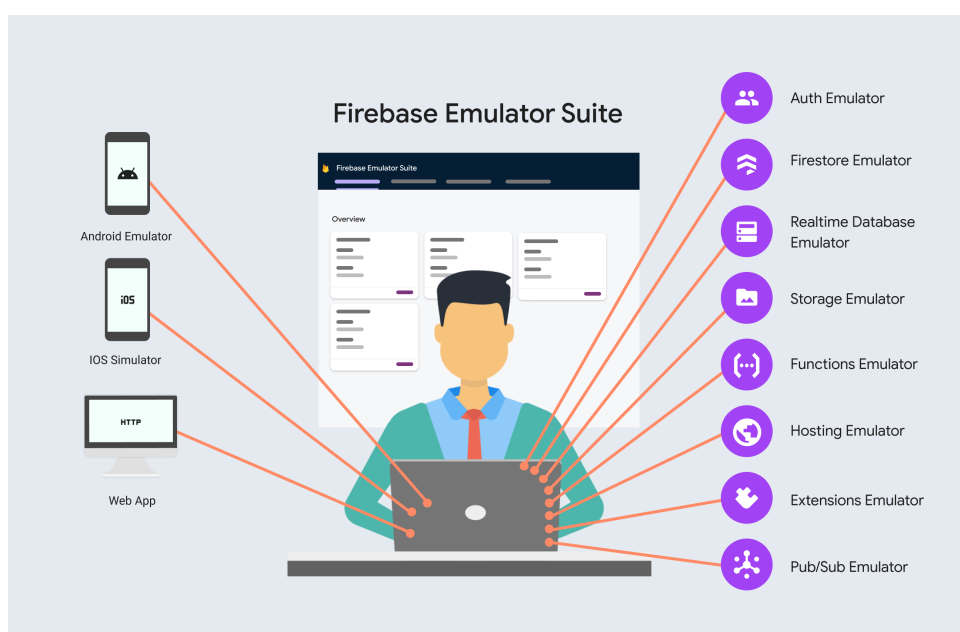 Firebase Emulator Suite
Firebase Emulator Suite
Overview
Android Emulator
iOS
IOS Simulator
HTTP
Web App
Auth Emulator
Firestore Emulator
Realtime Database
Emulator
Storage Emulator
Functions Emulator
Hosting Emulator
Extensions Emulator
Pub/Sub Emulator